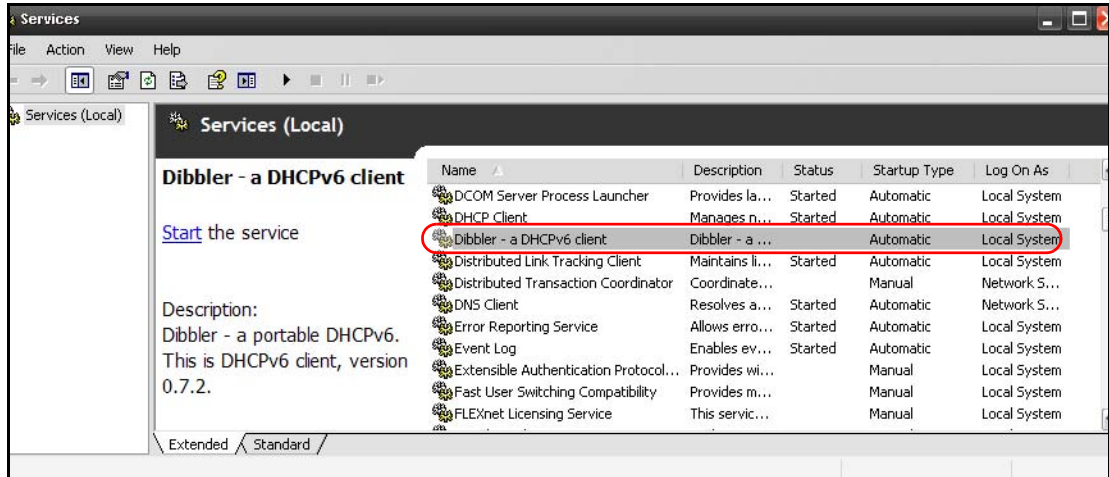 Services
File Action View Help
Services (Local)
Services (Local)
Dibbler - a DHCPv6 client
Start the service
Description:
Dibbler - a portable DHCPv6.
This is DHCPv6 client, version
0.7.2.
Name Description Status Startup Type Log On As
DCOM Server Process Launcher Provides la... Started Automatic Local System
DHCP Client Manages n... Started Automatic Local System
Dibbler - a DHCPv6 client Dibbler - a ... Automatic Local System
Distributed Link Tracking Client Maintains li... Started Automatic Local System
Distributed Transaction Coordinator Coordinate... Manual Network S...
DNS Client Resolves a... Started Automatic Network S...
Error Reporting Service Allows erro... Started Automatic Local System
Event Log Enables ev... Started Automatic Local System
Extensible Authentication Protocol... Provides wi... Manual Local System
Fast User Switching Compatibility Provides m... Manual Local System
FLEXnet Licensing Service This servic... Manual Local System
Extended Standard